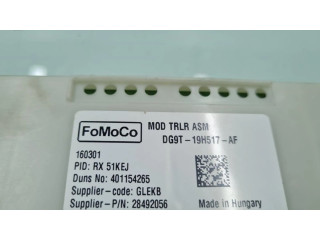 FoMoCo
MOD TRLR ASM
DG9T-19H517-AF
160301
PID: RX 51KEJ
Duns No: 401154265
Supplier-code: GLEKB
Supplier-P/N: 28492056
Made in Hungary